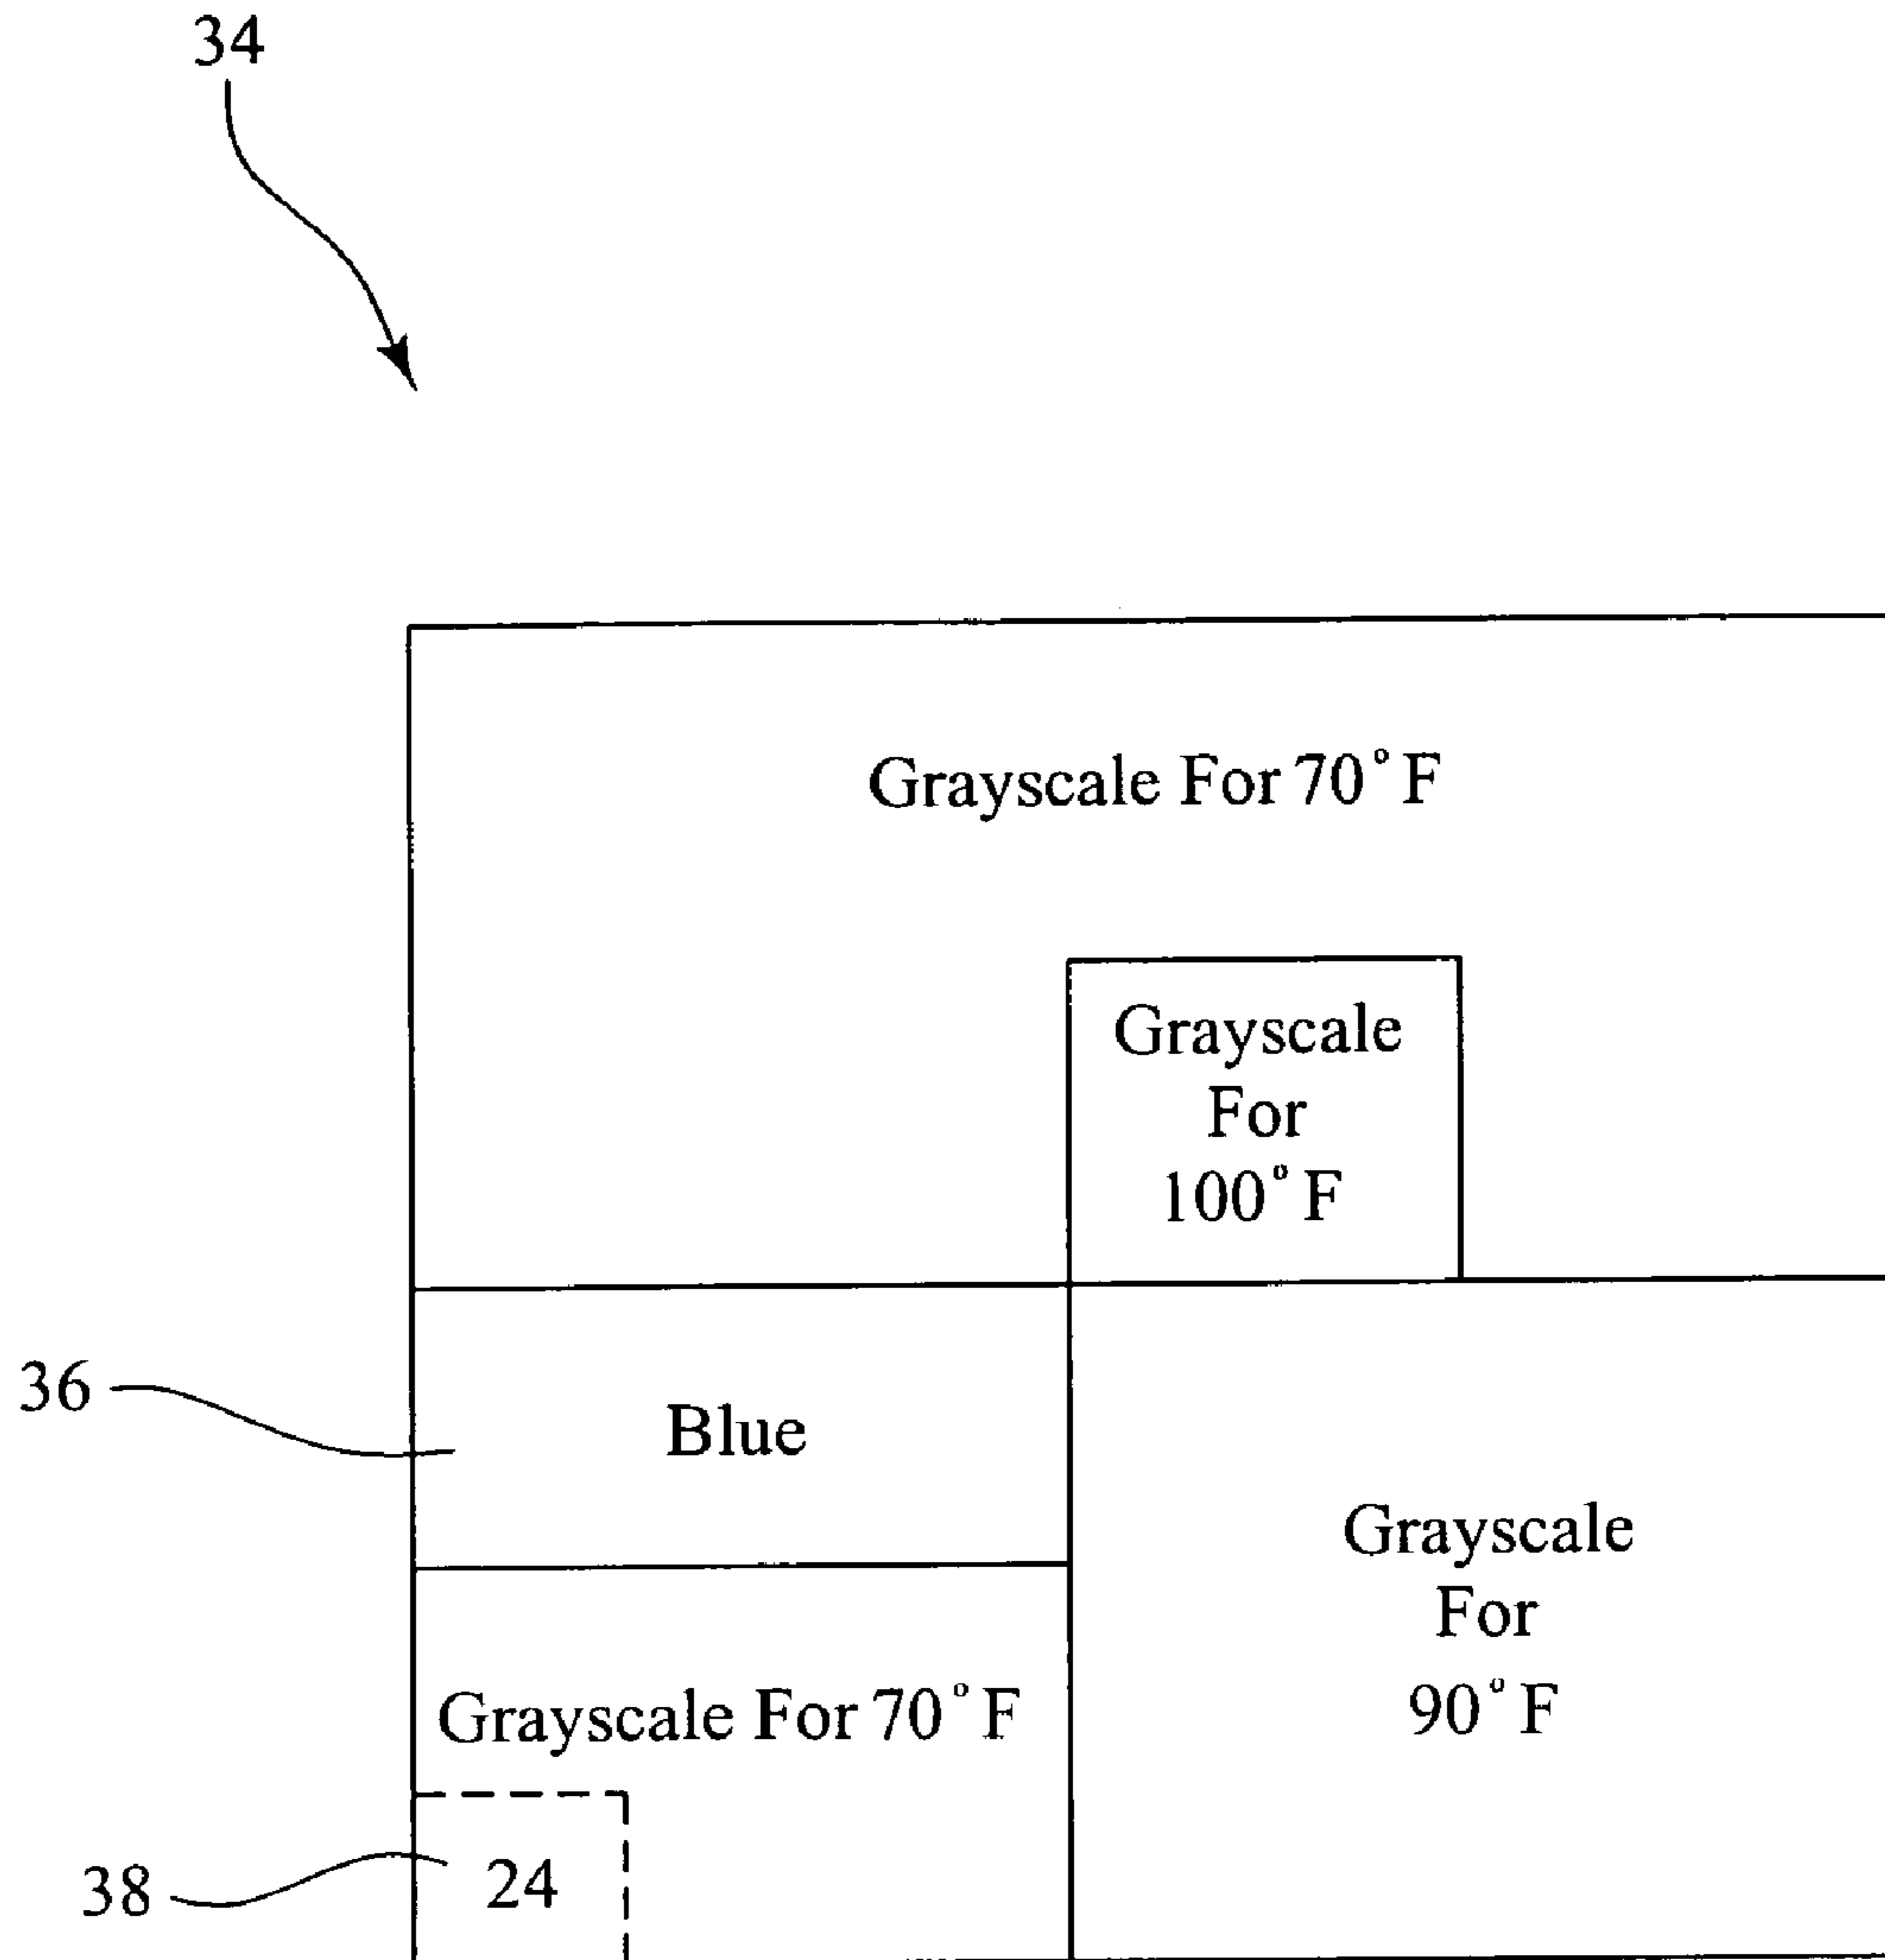 34
Grayscale For 70° F
Grayscale
For
100° F
36
Blue
Grayscale
For
90° F
Grayscale For 70° F
38
24